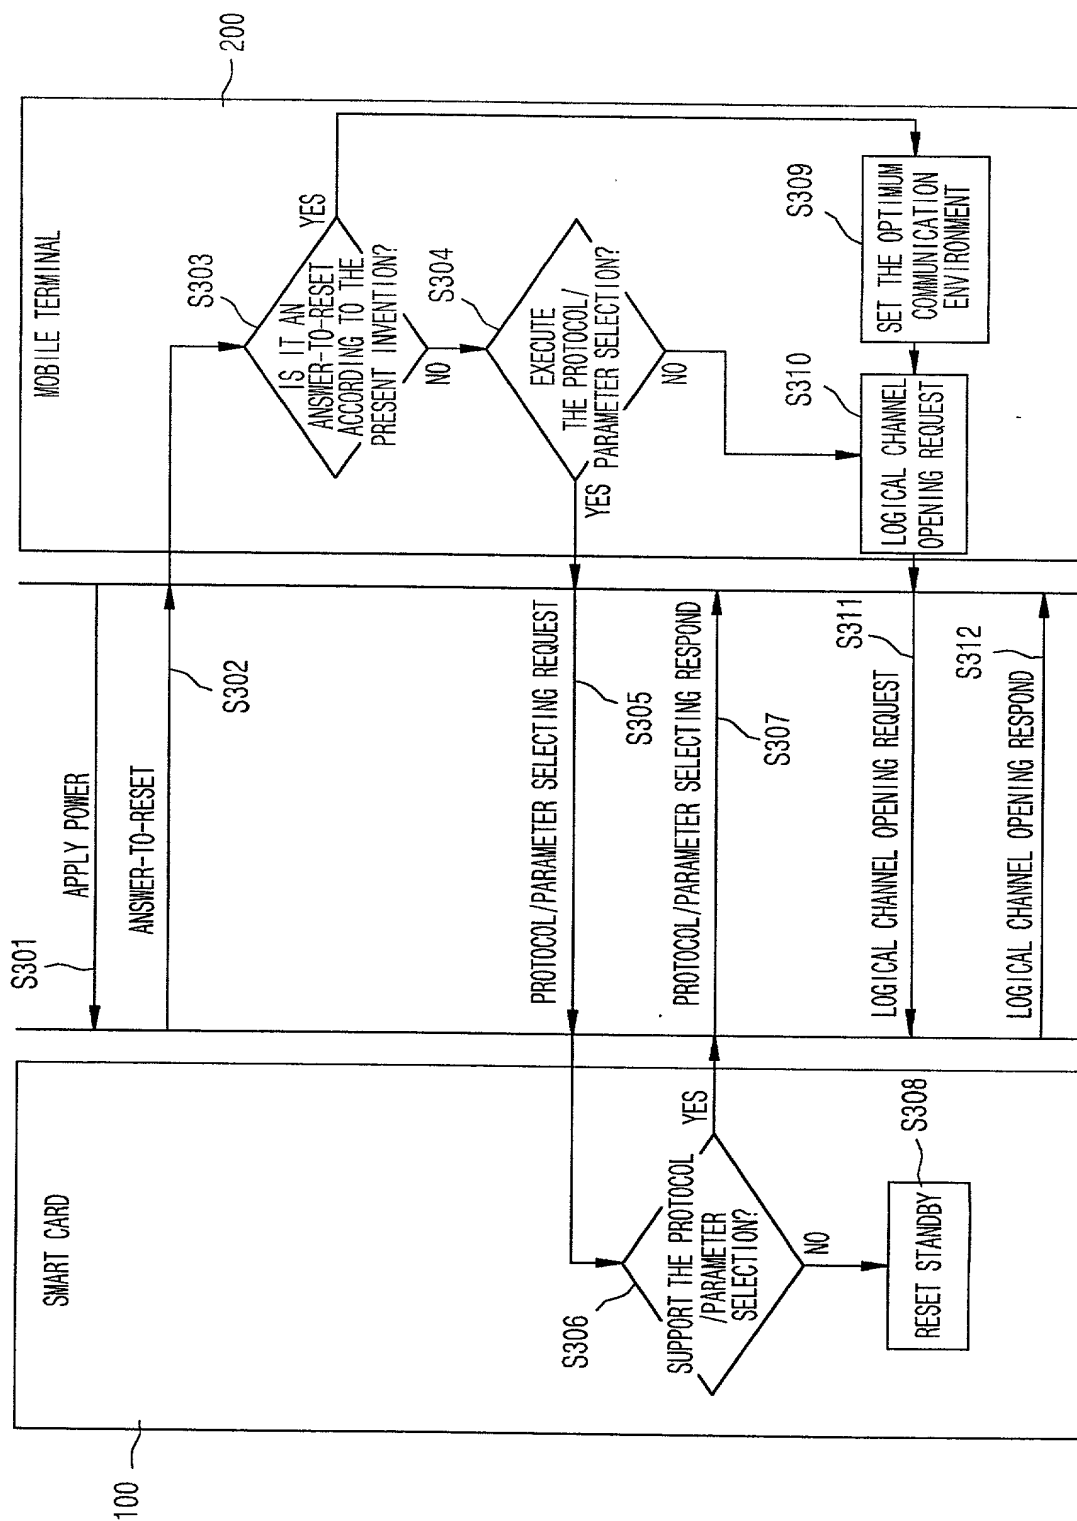 SMART CARD
MOBILE TERMINAL
100
200
S301
APPLY POWER
ANSWER-TO-RESET
S302
S303
IS IT AN
ANSWER-TO-RESET
ACCORDING TO THE
PRESENT INVENTION?
YES
NO
S304
EXECUTE
THE PROTOCOL/
PARAMETER SELECTION?
YES
NO
PROTOCOL/PARAMETER SELECTING REQUEST
S305
S306
SUPPORT THE PROTOCOL
/PARAMETER
SELECTION?
YES
NO
PROTOCOL/PARAMETER SELECTING RESPOND
S307
S308
RESET STANDBY
S309
SET THE OPTIMUM
COMMUNICATION
ENVIRONMENT
S310
LOGICAL CHANNEL
OPENING REQUEST
LOGICAL CHANNEL OPENING REQUEST
S311
S312
LOGICAL CHANNEL OPENING RESPOND